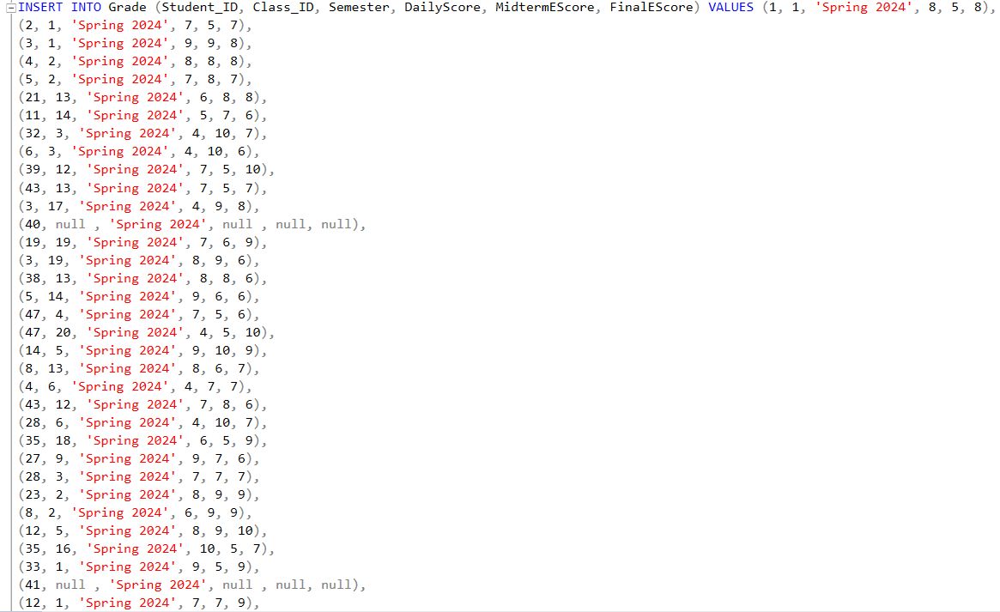 INSERT INTO Grade (Student_ID, Class_ID, Semester, DailyScore, MidtermEScore, FinalEScore) VALUES (1, 1, 'Spring 2024', 8, 5, 8),
(2, 1, 'Spring 2024', 7, 5, 7),
(3, 1, 'Spring 2024', 9, 9, 8),
(4, 2, 'Spring 2024', 8, 8, 8),
(5, 2, 'Spring 2024', 7, 8, 7),
(21, 13, 'Spring 2024', 6, 8, 8),
(11, 14, 'Spring 2024', 5, 7, 6),
(32, 3, 'Spring 2024', 4, 10, 7),
(6, 3, 'Spring 2024', 4, 10, 6),
(39, 12, 'Spring 2024', 7, 5, 10),
(43, 13, 'Spring 2024', 7, 5, 7),
(3, 17, 'Spring 2024', 4, 9, 8),
(40, null , 'Spring 2024', null , null, null),
(19, 19, 'Spring 2024', 7, 6, 9),
(3, 19, 'Spring 2024', 8, 9, 6),
(38, 13, 'Spring 2024', 8, 8, 6),
(5, 14, 'Spring 2024', 9, 6, 6),
(47, 4, 'Spring 2024', 7, 5, 6),
(47, 20, 'Spring 2024', 4, 5, 10),
(14, 5, 'Spring 2024', 9, 10, 9),
(8, 13, 'Spring 2024', 8, 6, 7),
(4, 6, 'Spring 2024', 4, 7, 7),
(43, 12, 'Spring 2024', 7, 8, 6),
(28, 6, 'Spring 2024', 4, 10, 7),
(35, 18, 'Spring 2024', 6, 5, 9),
(27, 9, 'Spring 2024', 9, 7, 6),
(28, 3, 'Spring 2024', 7, 7, 7),
(23, 2, 'Spring 2024', 8, 9, 9),
(8, 2, 'Spring 2024', 6, 9, 9),
(12, 5, 'Spring 2024', 8, 9, 10),
(35, 16, 'Spring 2024', 10, 5, 7),
(33, 1, 'Spring 2024', 9, 5, 9),
(41, null , 'Spring 2024', null , null, null),
(12, 1, 'Spring 2024', 7, 7, 9),